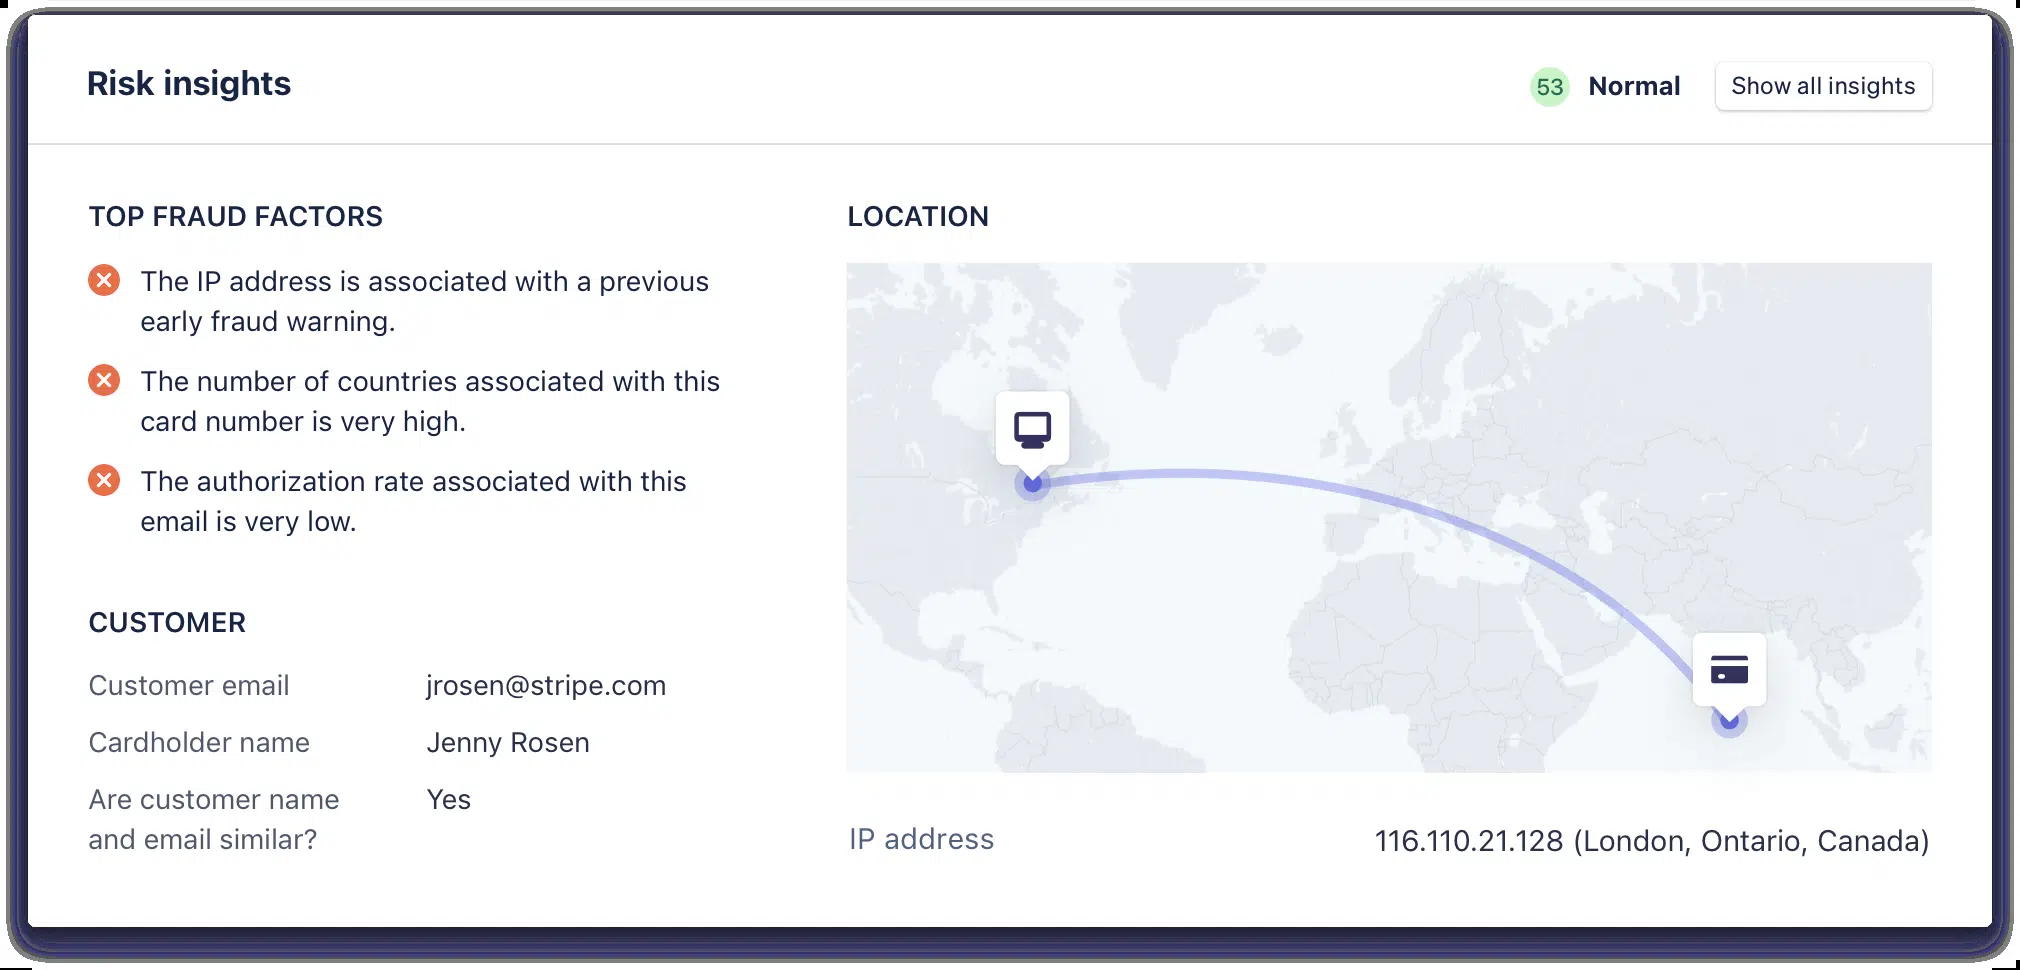 Risk insights
53 Normal Show all insights
TOP FRAUD FACTORS
The IP address is associated with a previous
early fraud warning.
The number of countries associated with this
card number is very high.
The authorization rate associated with this
email is very low.
CUSTOMER
Customer email jrosen@stripe.com
Cardholder name Jenny Rosen
Are customer name Yes
and email similar?
LOCATION
IP address 116.110.21.128 (London, Ontario, Canada)